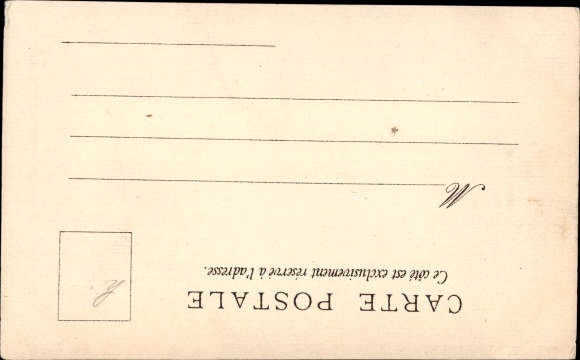 CARTE POSTALE
Ce côté est exclusivement réservé à l'adresse.
M